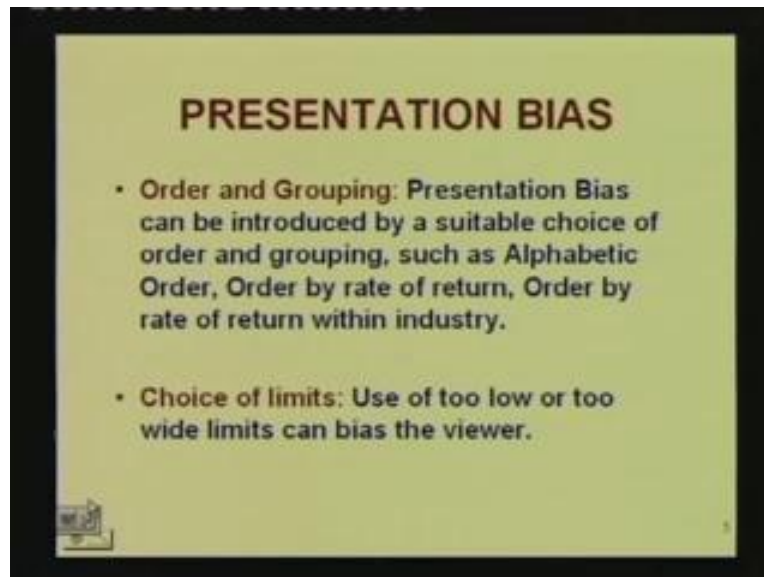 PRESENTATION BIAS
• Order and Grouping: Presentation Bias
can be introduced by a suitable choice of
order and grouping, such as Alphabetic
Order, Order by rate of return, Order by
rate of return within industry.
• Choice of limits: Use of too low or too
wide limits can bias the viewer.